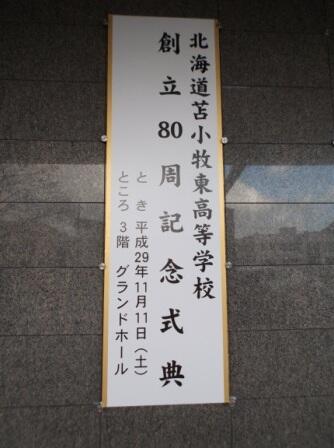 北海道苫小牧東高等学校
創立80周記念式典
とき 平成29年11月11日（土）
ところ 3階 グランドホール